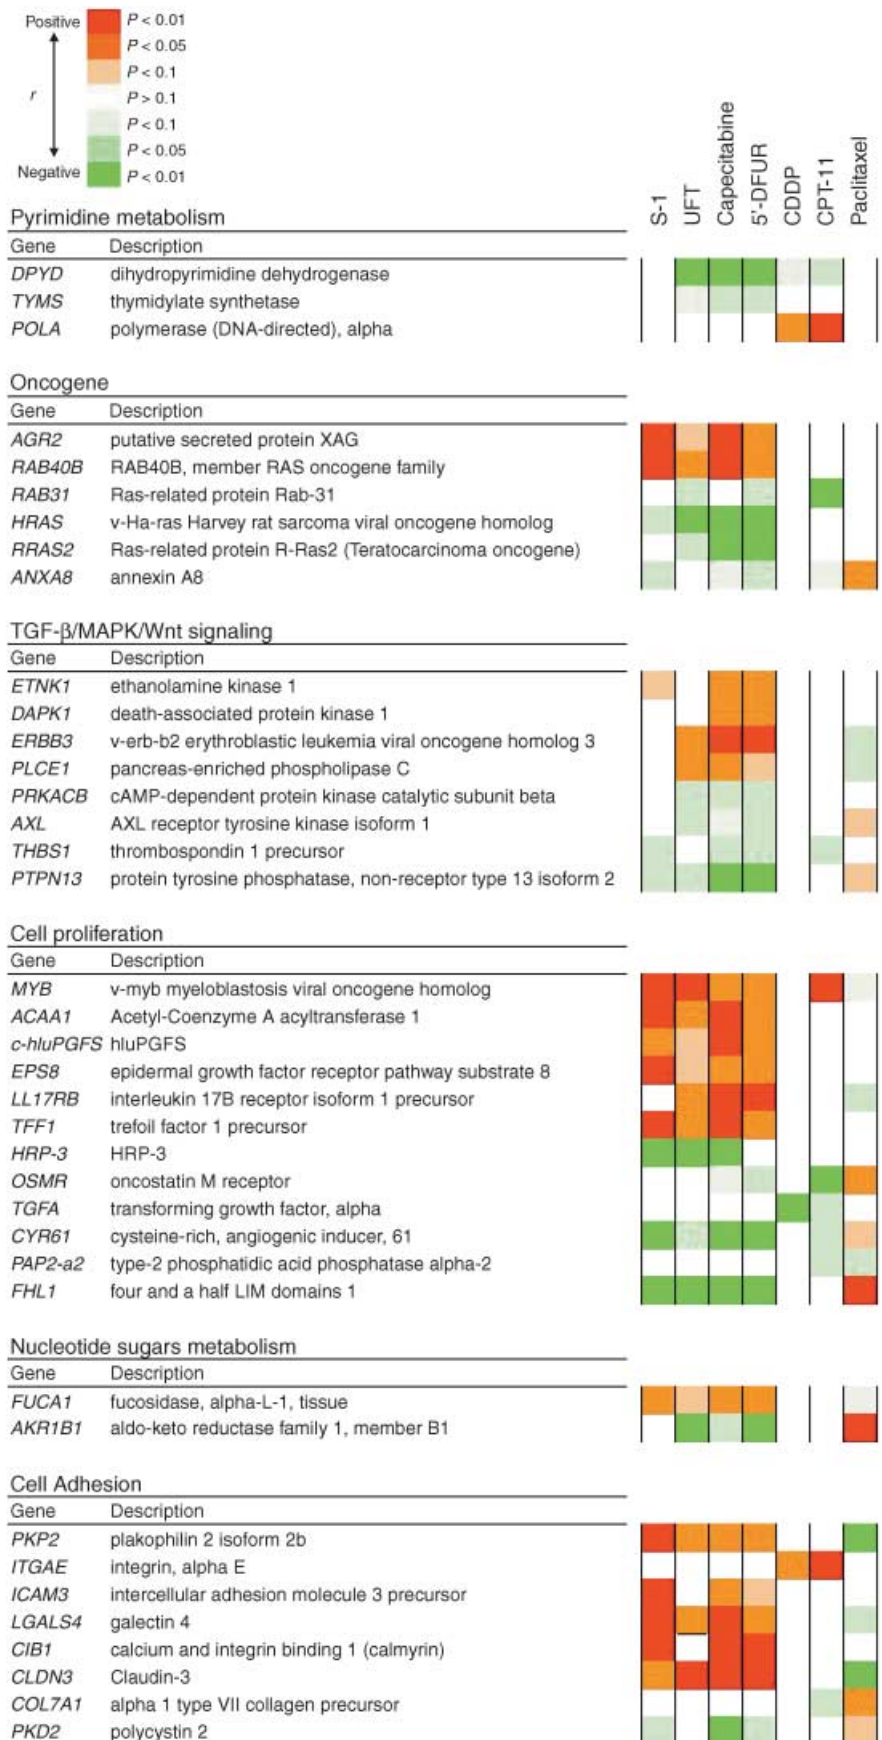 Positive
P < 0.01
P < 0.05
P < 0.1
r
P > 0.1
P < 0.1
P < 0.05
Negative
P < 0.01
S-1
UFT
Capecitabine
5'-DFUR
CDDP
CPT-11
Paclitaxel
Pyrimidine metabolism
Gene Description
DPYD dihydropyrimidine dehydrogenase
TYMS thymidylate synthetase
POLA polymerase (DNA-directed), alpha
Oncogene
Gene Description
AGR2 putative secreted protein XAG
RAB40B RAB40B, member RAS oncogene family
RAB31 Ras-related protein Rab-31
HRAS v-Ha-ras Harvey rat sarcoma viral oncogene homolog
RRAS2 Ras-related protein R-Ras2 (Teratocarcinoma oncogene)
ANXA8 annexin A8
TGF-β/MAPK/Wnt signaling
Gene Description
ETNK1 ethanolamine kinase 1
DAPK1 death-associated protein kinase 1
ERBB3 v-erb-b2 erythroblastic leukemia viral oncogene homolog 3
PLCE1 pancreas-enriched phospholipase C
PRKACB cAMP-dependent protein kinase catalytic subunit beta
AXL AXL receptor tyrosine kinase isoform 1
THBS1 thrombospondin 1 precursor
PTPN13 protein tyrosine phosphatase, non-receptor type 13 isoform 2
Cell proliferation
Gene Description
MYB v-myb myeloblastosis viral oncogene homolog
ACAA1 Acetyl-Coenzyme A acyltransferase 1
c-hluPGFS hluPGFS
EPS8 epidermal growth factor receptor pathway substrate 8
LL17RB interleukin 17B receptor isoform 1 precursor
TFF1 trefoil factor 1 precursor
HRP-3 HRP-3
OSMR oncostatin M receptor
TGFA transforming growth factor, alpha
CYR61 cysteine-rich, angiogenic inducer, 61
PAP2-a2 type-2 phosphatidic acid phosphatase alpha-2
FHL1 four and a half LIM domains 1
Nucleotide sugars metabolism
Gene Description
FUCA1 fucosidase, alpha-L-1, tissue
AKR1B1 aldo-keto reductase family 1, member B1
Cell Adhesion
Gene Description
PKP2 plakophilin 2 isoform 2b
ITGAE integrin, alpha E
ICAM3 intercellular adhesion molecule 3 precursor
LGALS4 galectin 4
CIB1 calcium and integrin binding 1 (calmyrin)
CLDN3 Claudin-3
COL7A1 alpha 1 type VII collagen precursor
PKD2 polycystin 2